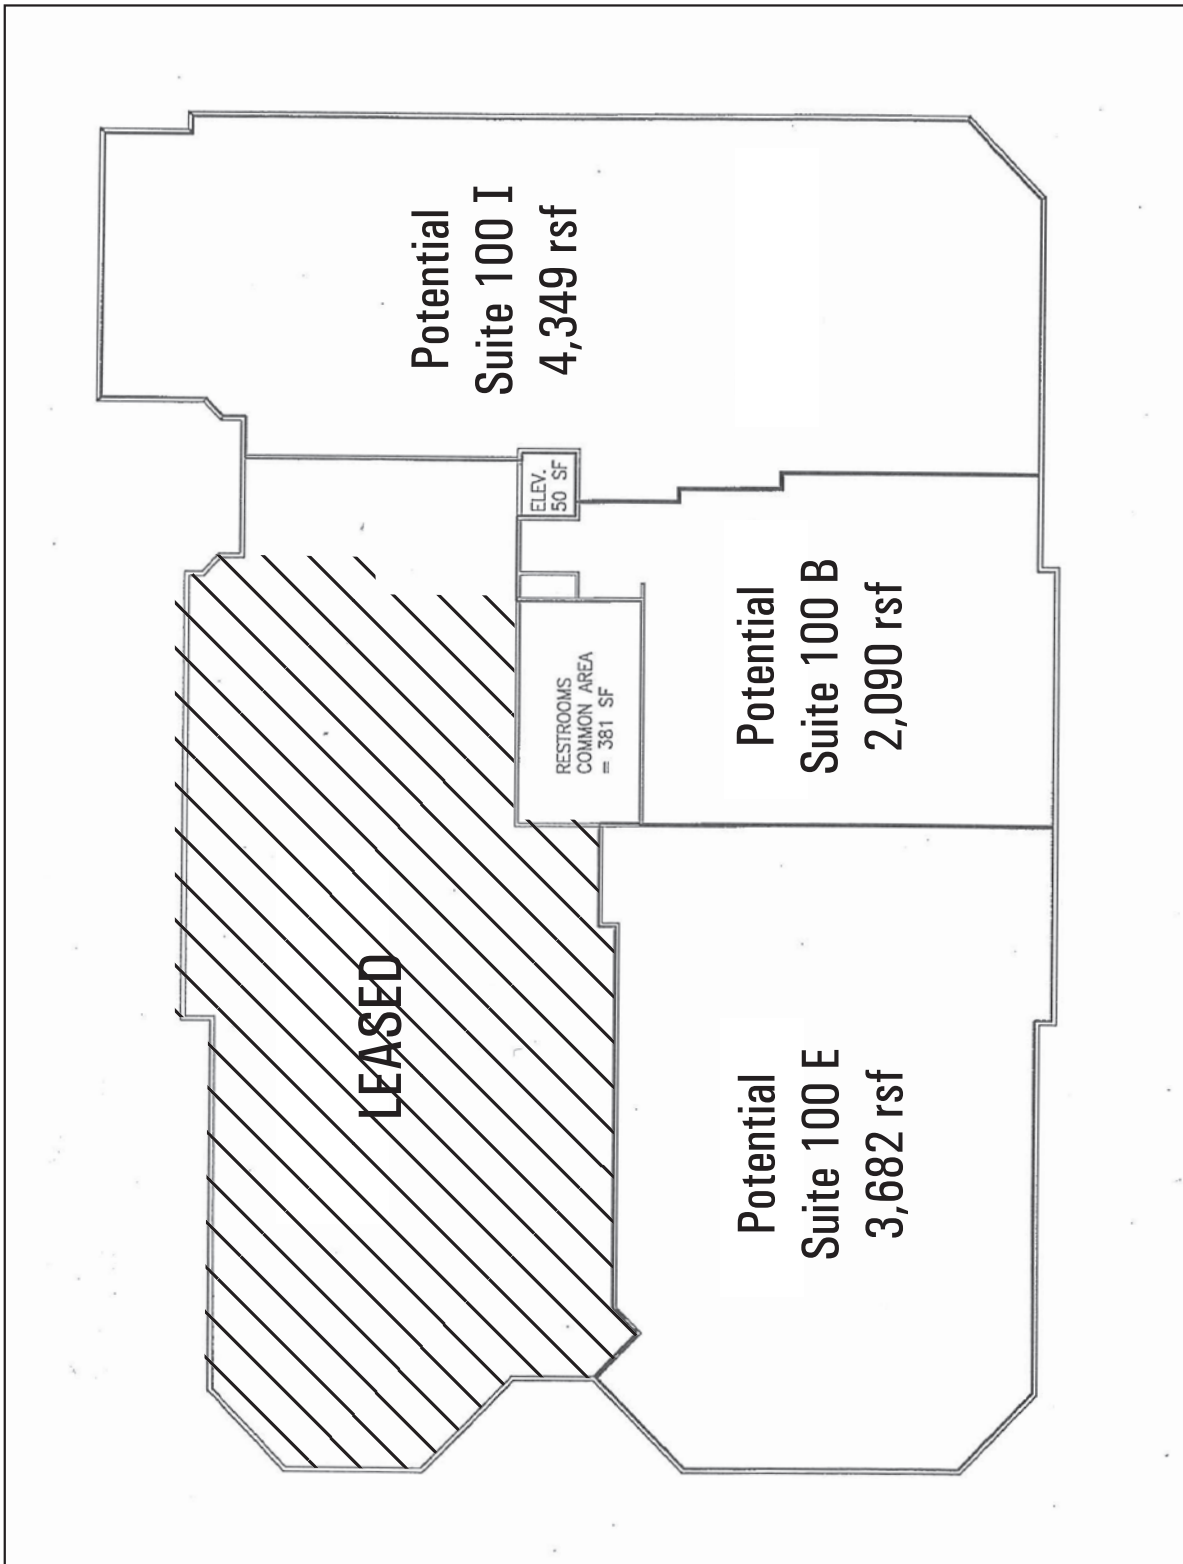 Potential
Suite 100 I
4,349 rsf
ELEV.
50 SF
RESTROOMS
COMMON AREA
= 381 SF
Potential
Suite 100 B
2,090 rsf
LEASED
Potential
Suite 100 E
3,682 rsf